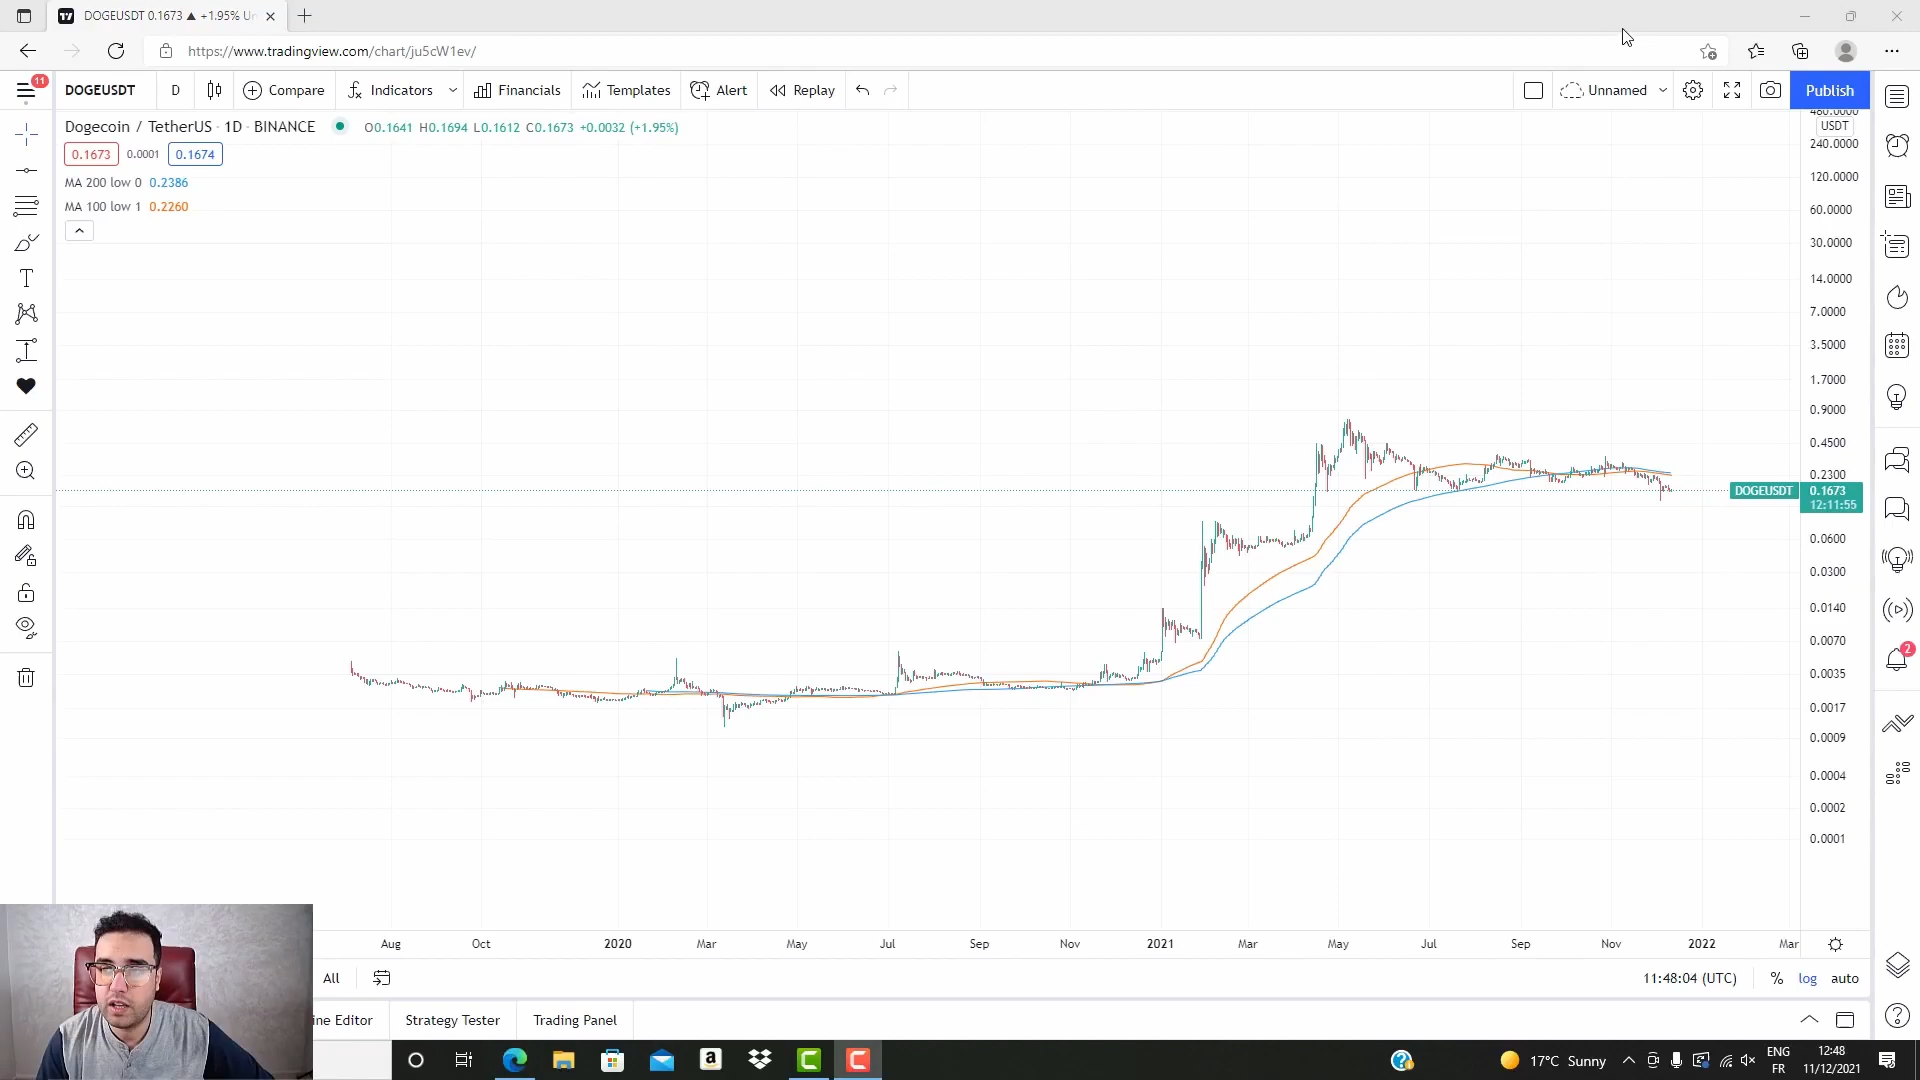 DOGEUSDT 0.1673 ▲ +1.95% Un
https://www.tradingview.com/chart/ju5cW1ev/
11
DOGEUSDT D Compare Indicators Financials Templates Alert Replay Unnamed Publish
Dogecoin / TetherUS · 1D · BINANCE O0.1641 H0.1694 L0.1612 C0.1673 +0.0032 (+1.95%)
0.1673 0.0001 0.1674
MA 200 low 0 0.2386
MA 100 low 1 0.2260
480.0000
USDT
240.0000
120.0000
60.0000
30.0000
14.0000
7.0000
3.5000
1.7000
0.9000
0.4500
0.2300
DOGEUSDT 0.1673
12:11:55
0.0600
0.0300
0.0140
0.0070
2
0.0035
0.0017
0.0009
0.0004
0.0002
0.0001
Aug Oct 2020 Mar May Jul Sep Nov 2021 Mar May Jul Sep Nov 2022 Mar
All 11:48:04 (UTC) % log auto
ine Editor Strategy Tester Trading Panel
17°C Sunny ENG 12:48
FR 11/12/2021